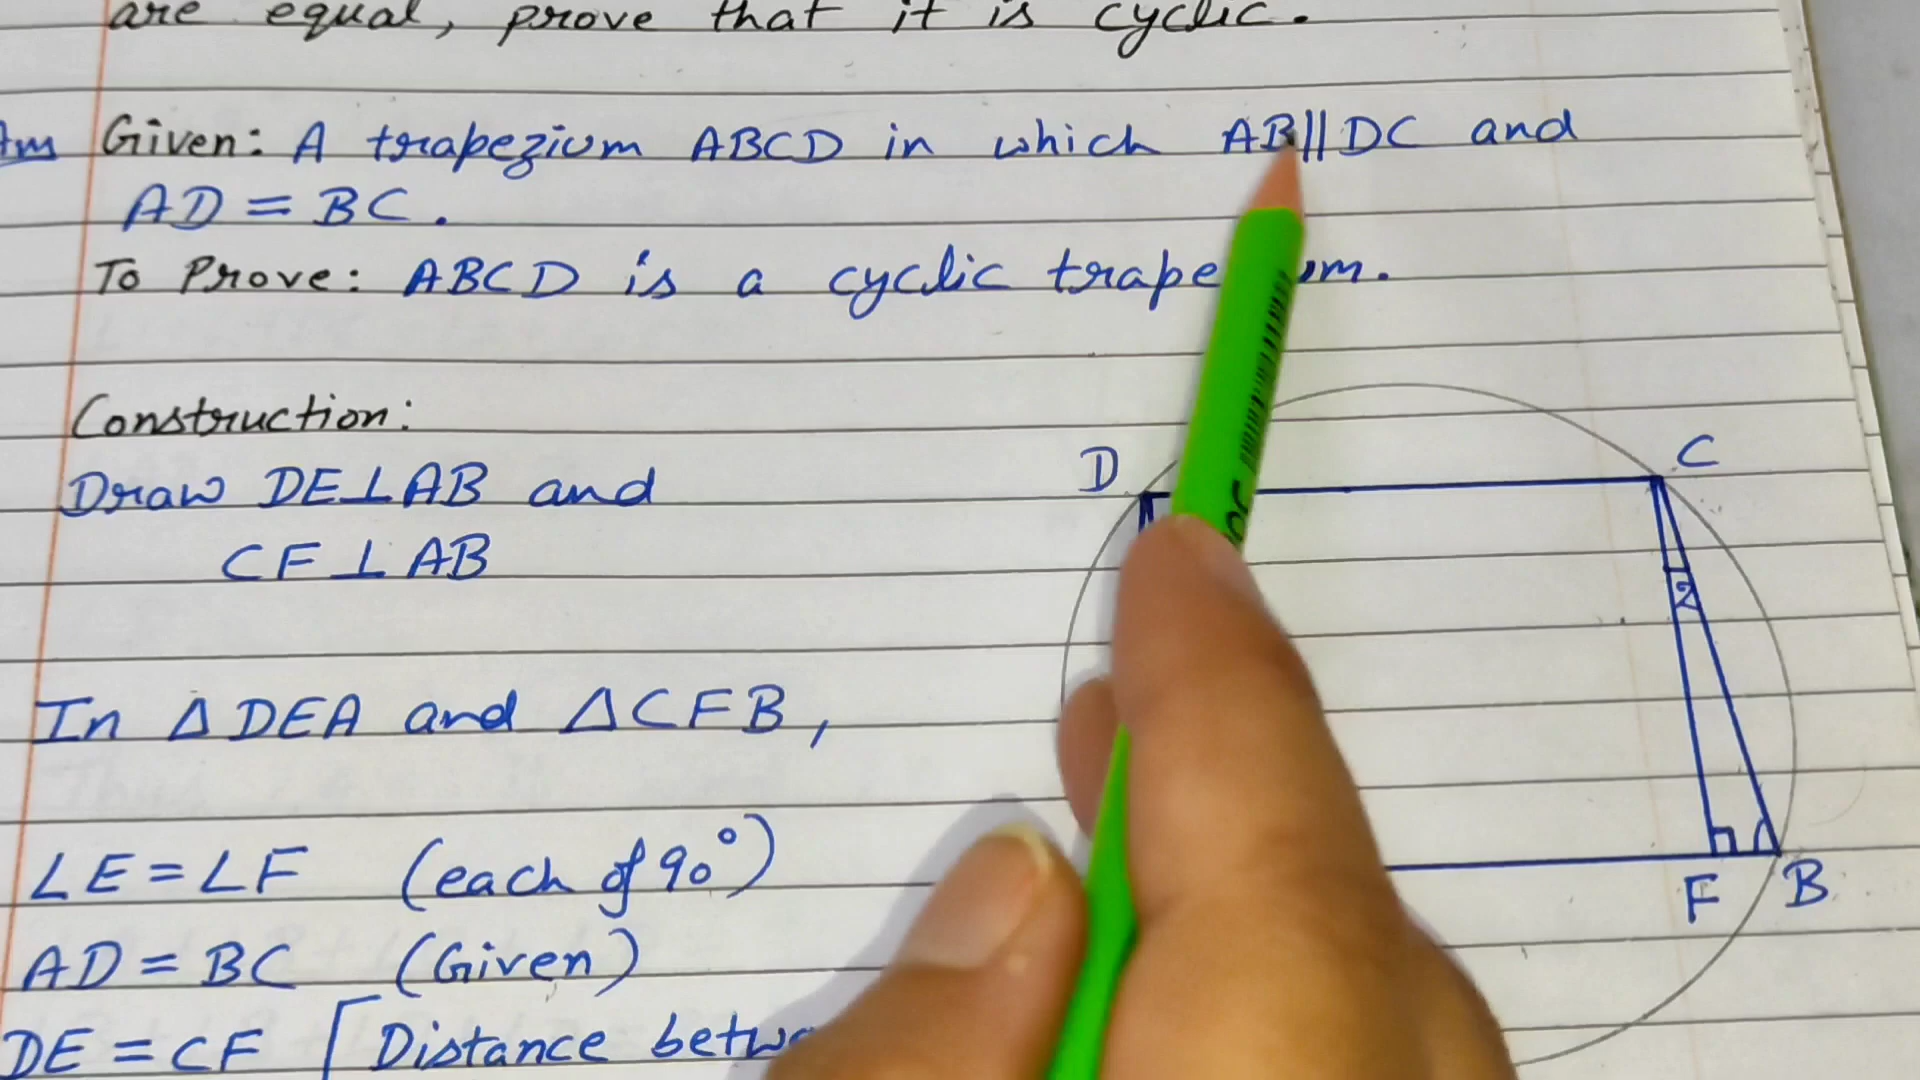 are equal, prove that it is cyclic.
Given: A trapezium ABCD in which AB||DC and
AD = BC.
To Prove: ABCD is a cyclic
Construction:
Draw DE⊥AB and
CF⊥AB
D
C
2
In △DEA and △CFB,
∠E = ∠F (each of 90°)
F
B
AD = BC (Given)
DE = CF [Distance